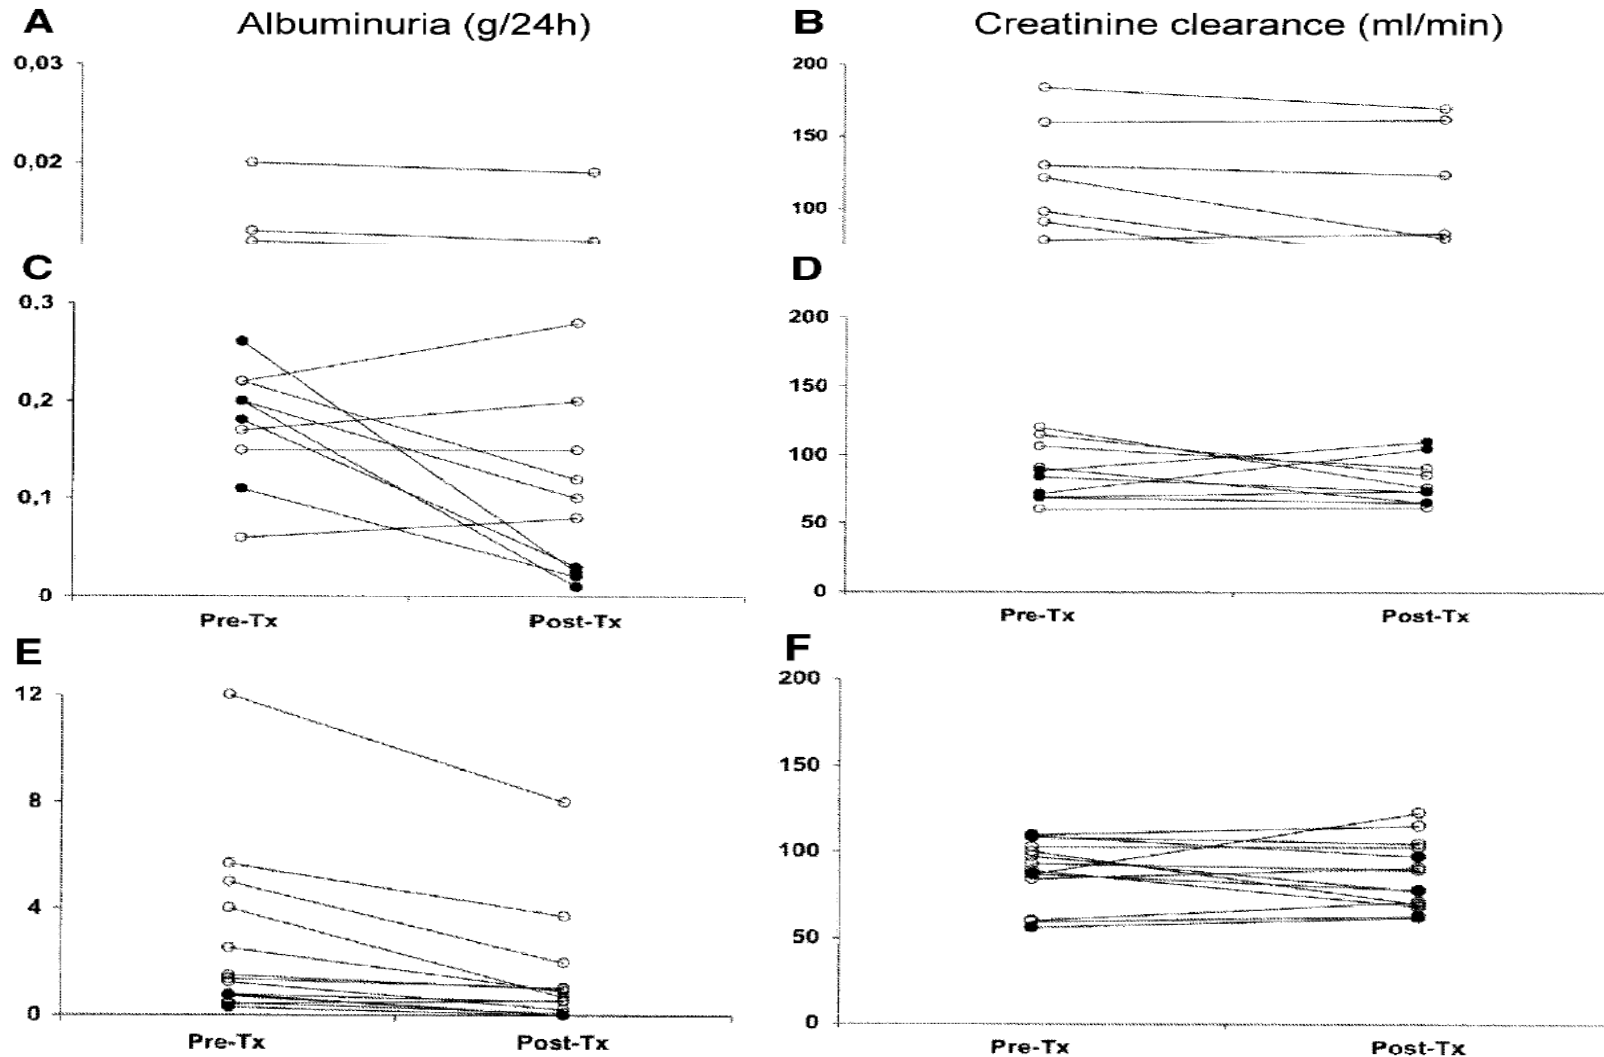 A Albuminuria (g/24h)
0,03
0,02
B Creatinine clearance (ml/min)
200
150
100
C
0,3
0,2
0,1
0
Pre-Tx Post-Tx
D
200
150
100
50
0
Pre-Tx Post-Tx
E
12
8
4
0
Pre-Tx Post-Tx
F
200
150
100
50
0
Pre-Tx Post-Tx